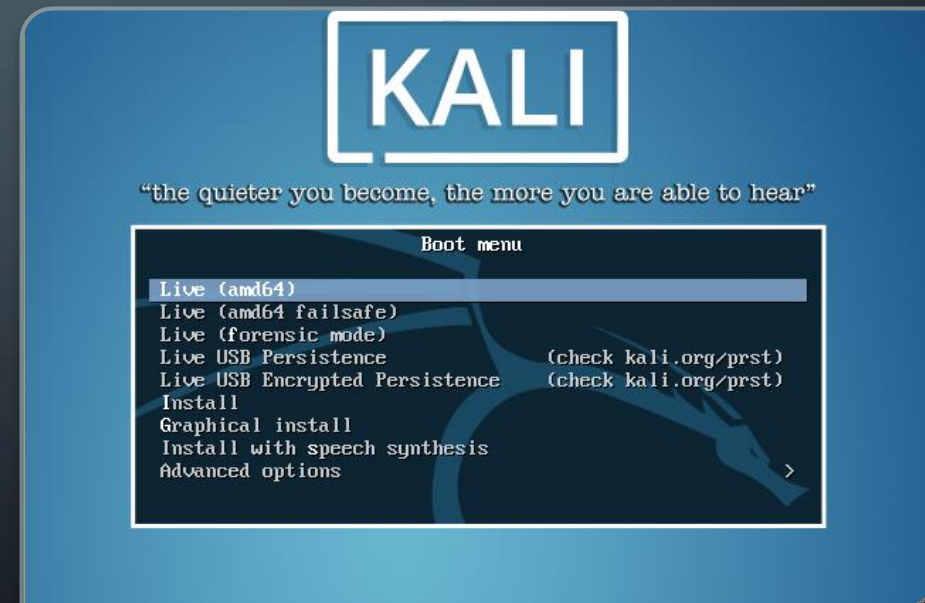 KALI
“the quieter you become, the more you are able to hear”
Boot menu
Live (amd64)
Live (amd64 failsafe)
Live (forensic mode)
Live USB Persistence (check kali.org/prst)
Live USB Encrypted Persistence (check kali.org/prst)
Install
Graphical install
Install with speech synthesis
Advanced options >